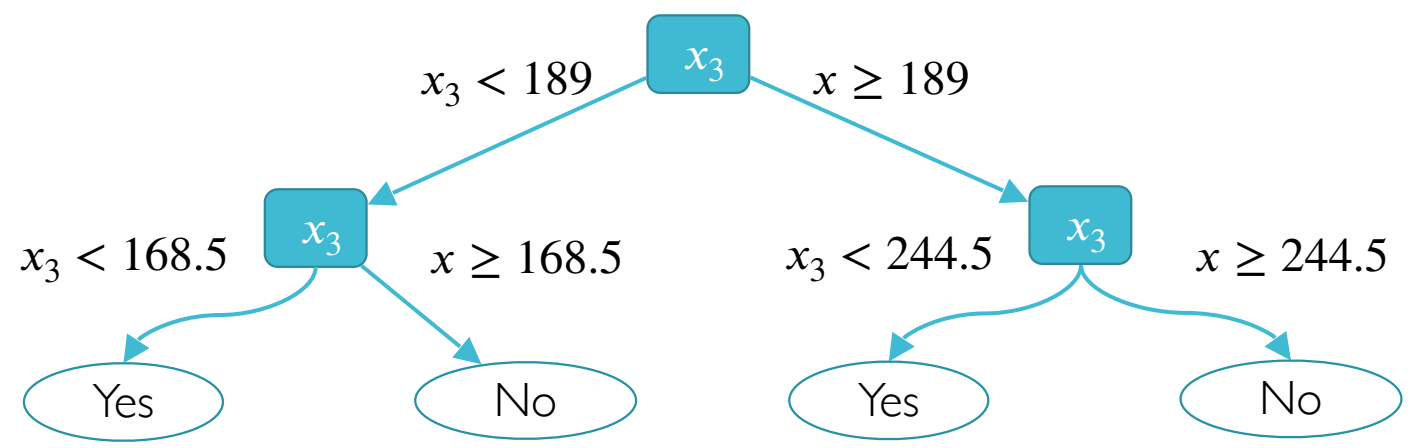 x₃
x₃ < 189
x ≥ 189
x₃
x₃
x₃ < 168.5
x ≥ 168.5
x₃ < 244.5
x ≥ 244.5
Yes
No
Yes
No